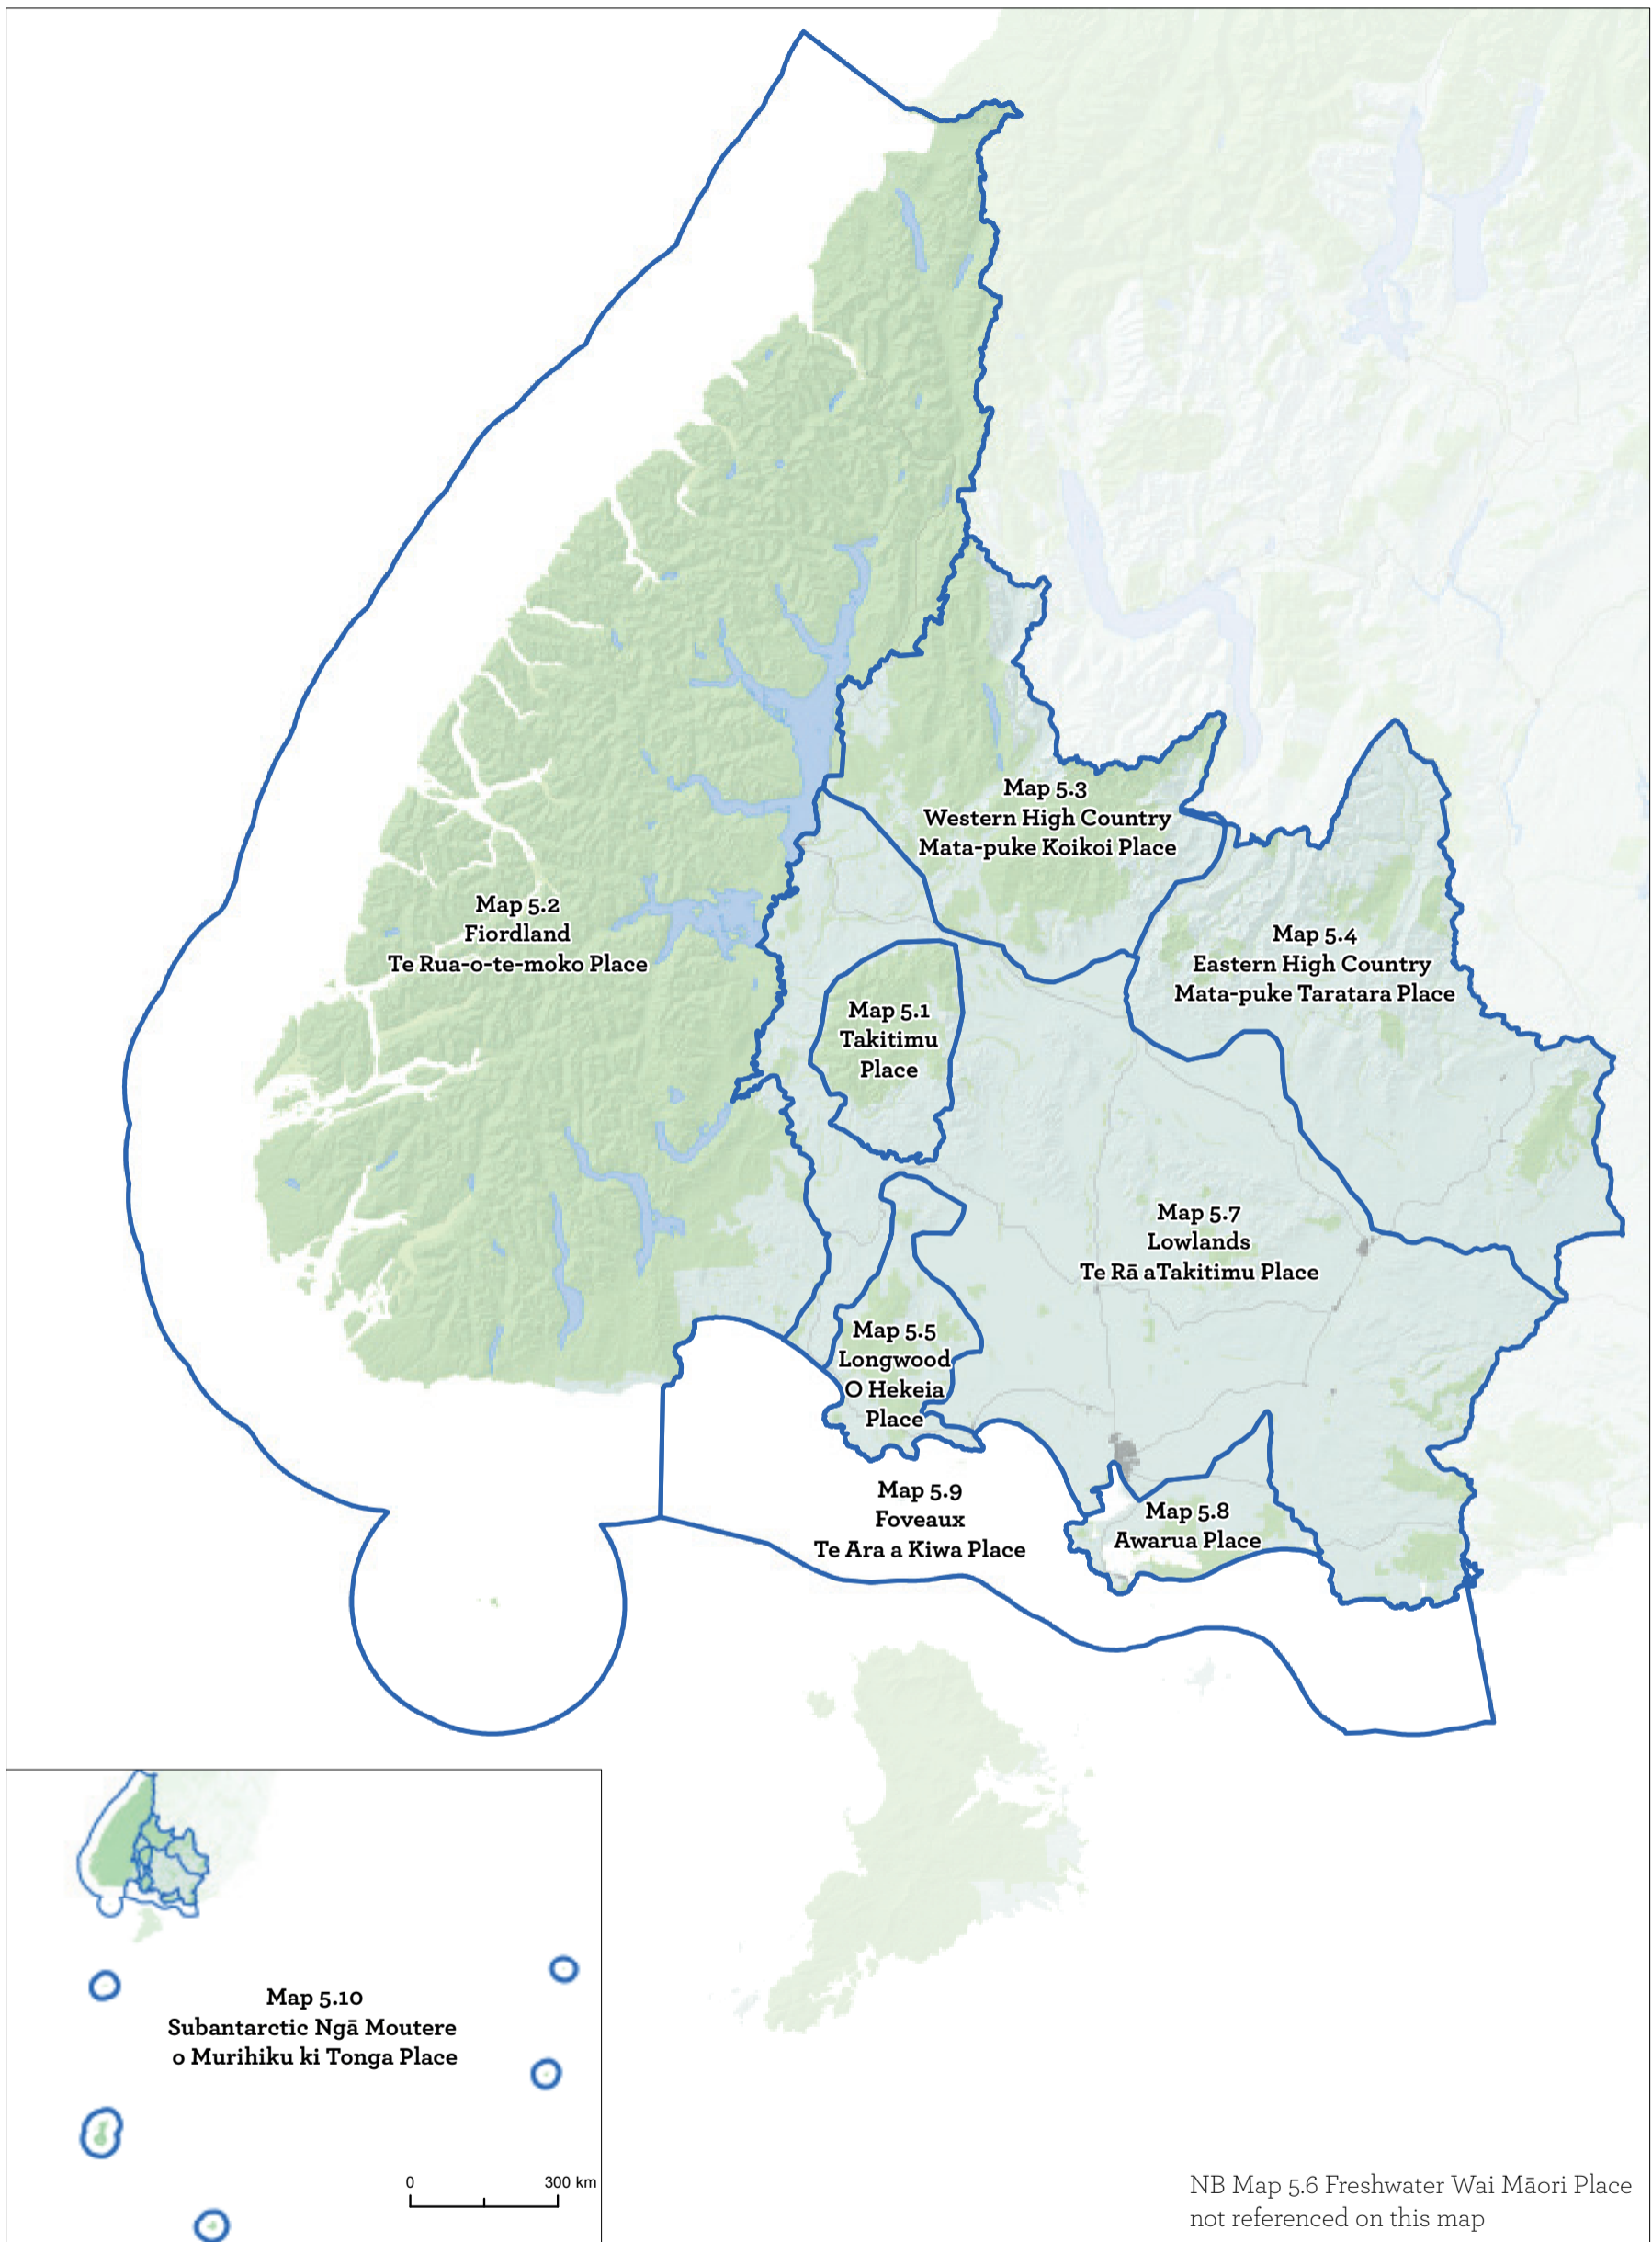 Map 5.3
Western High Country
Mata-puke Koikoi Place
Map 5.2
Fiordland
Te Rua-o-te-moko Place
Map 5.4
Eastern High Country
Mata-puke Taratara Place
Map 5.1
Takitimu
Place
Map 5.7
Lowlands
Te Rā aTakitimu Place
Map 5.5
Longwood
O Hekeia
Place
Map 5.9
Foveaux
Te Ara a Kiwa Place
Map 5.8
Awarua Place
Map 5.10
Subantarctic Ngā Moutere
o Murihiku ki Tonga Place
0 300 km
NB Map 5.6 Freshwater Wai Māori Place
not referenced on this map